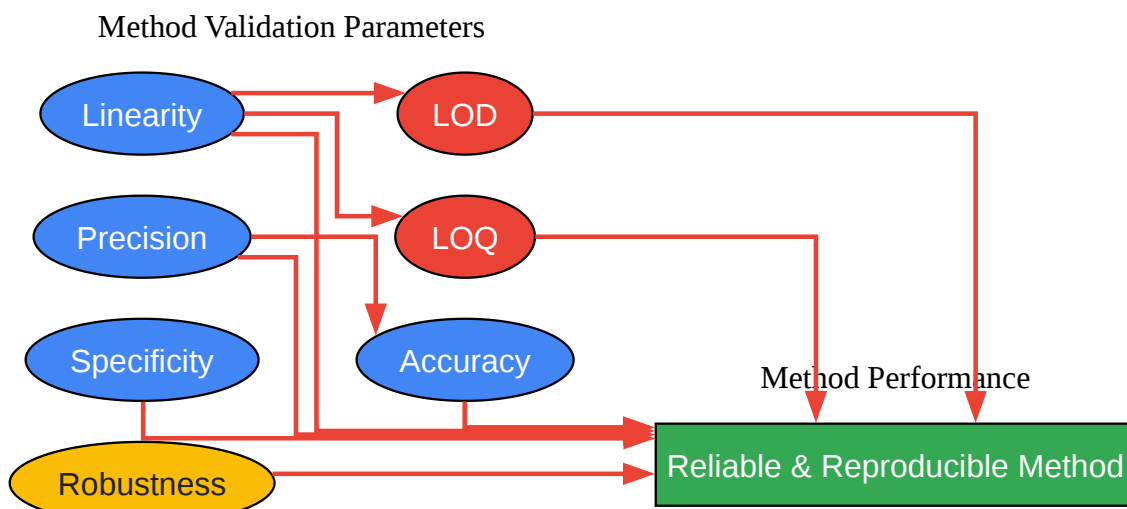 Method Validation Parameters
Linearity
LOD
Precision
LOQ
Specificity
Accuracy
Method Performance
Robustness
Reliable & Reproducible Method